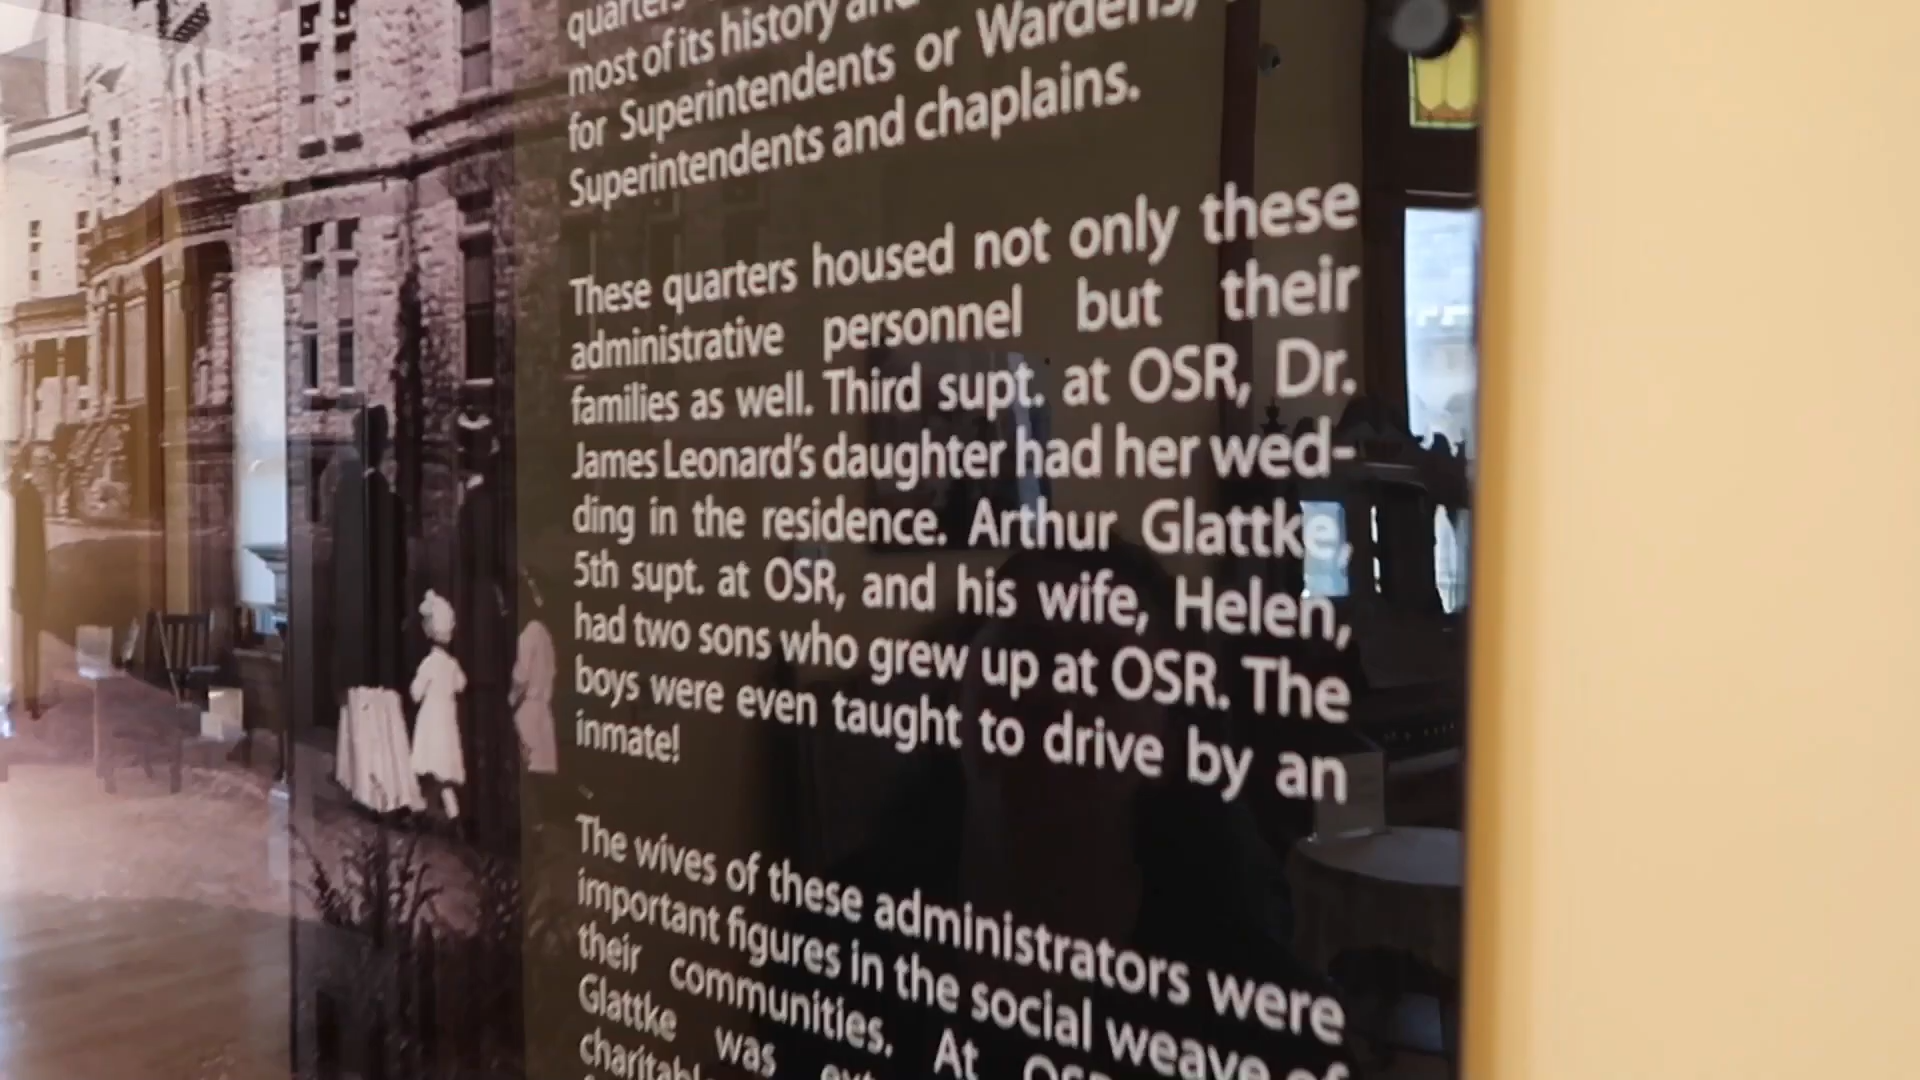 quarters
most of its history and
for Superintendents or Wardens,
Superintendents and chaplains.
These quarters housed not only these
administrative personnel but their
families as well. Third supt. at OSR, Dr.
James Leonard's daughter had her wed-
ding in the residence. Arthur Glattke,
5th supt. at OSR, and his wife, Helen,
had two sons who grew up at OSR. The
boys were even taught to drive by an
inmate!
The wives of these administrators were
important figures in the social weave of
their communities. At OSR
Glattke was